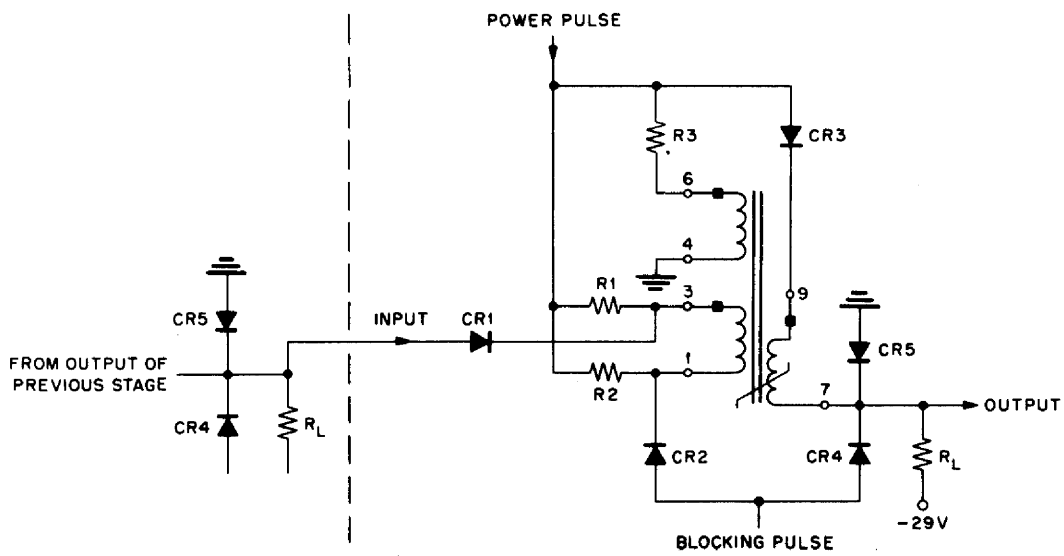 POWER PULSE
R3
CR3
6
4
9
R1
3
CR5
INPUT
CR1
CR5
FROM OUTPUT OF
PREVIOUS STAGE
R2
1
7
OUTPUT
CR4
RL
CR2
CR4
RL
-29V
BLOCKING PULSE